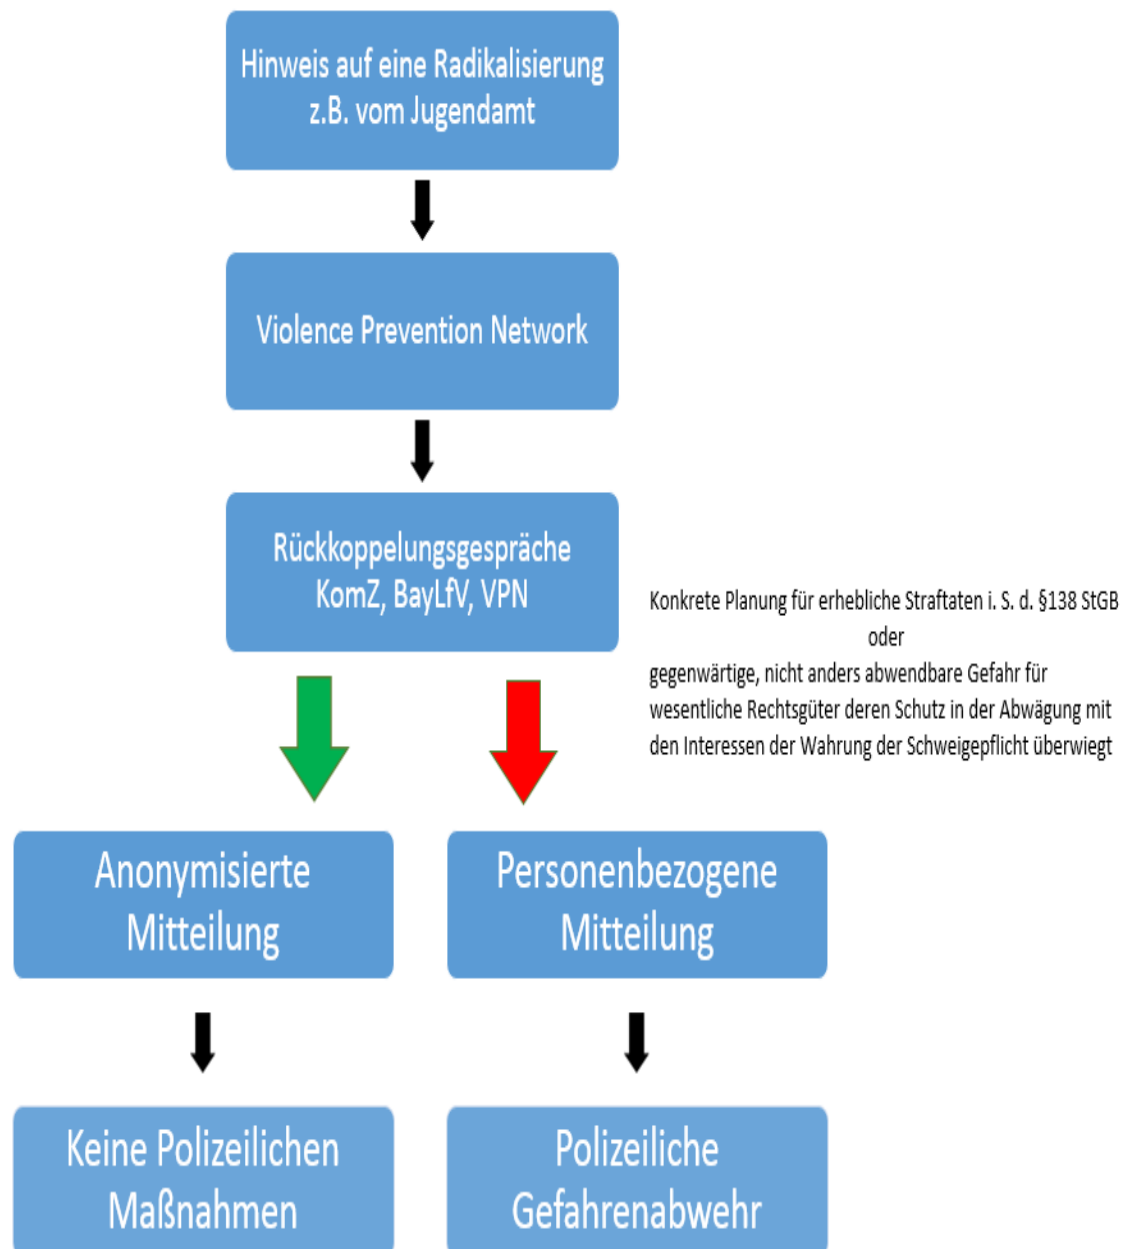 Hinweis auf eine Radikalisierung
z.B. vom Jugendamt
Violence Prevention Network
Rückkoppelungsgespräche
KomZ, BayLfV, VPN
Konkrete Planung für erhebliche Straftaten i. S. d. §138 StGB
oder
gegenwärtige, nicht anders abwendbare Gefahr für
wesentliche Rechtsgüter deren Schutz in der Abwägung mit
den Interessen der Wahrung der Schweigepflicht überwiegt
Anonymisierte
Mitteilung
Personenbezogene
Mitteilung
Keine Polizeilichen
Maßnahmen
Polizeiliche
Gefahrenabwehr